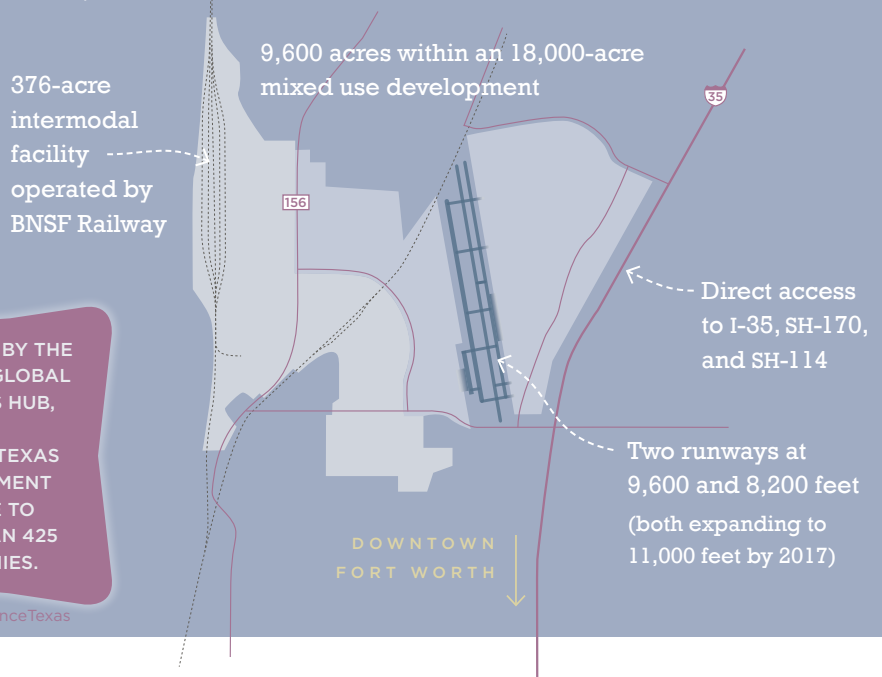 9,600 acres within an 18,000-acre
mixed use development
376-acre
intermodal
facility
operated by
BNSF Railway
35
156
Direct access
to I-35, SH-170,
and SH-114
Two runways at
9,600 and 8,200 feet
(both expanding to
11,000 feet by 2017)
DOWNTOWN
FORT WORTH
BY THE
GLOBAL
HUB,
TEXAS
TO
425